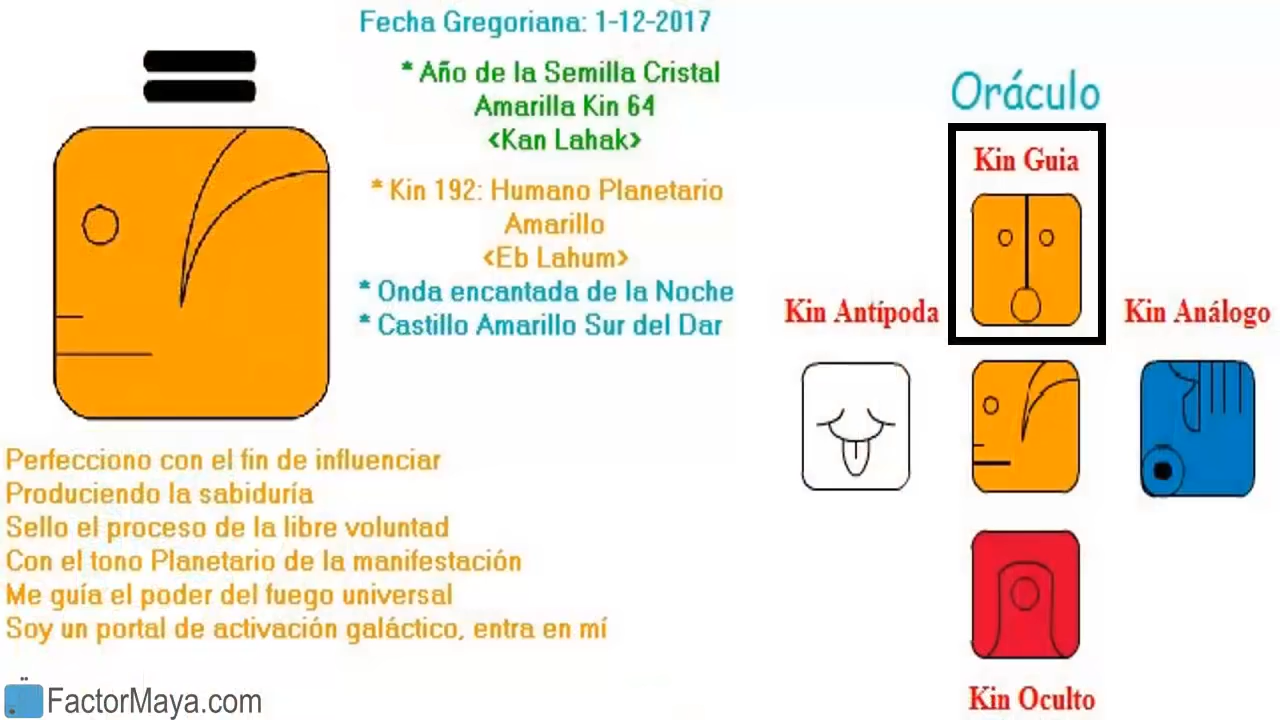 Fecha Gregoriana: 1-12-2017
* Año de la Semilla Cristal
Amarilla Kin 64
<Kan Lahak>
* Kin 192: Humano Planetario
Amarillo
<Eb Lahum>
* Onda encantada de la Noche
* Castillo Amarillo Sur del Dar
Perfecciono con el fin de influenciar
Produciendo la sabiduría
Sello el proceso de la libre voluntad
Con el tono Planetario de la manifestación
Me guía el poder del fuego universal
Soy un portal de activación galáctico, entra en mí
FactorMaya.com
Oráculo
Kin Guia
Kin Antípoda
Kin Análogo
Kin Oculto